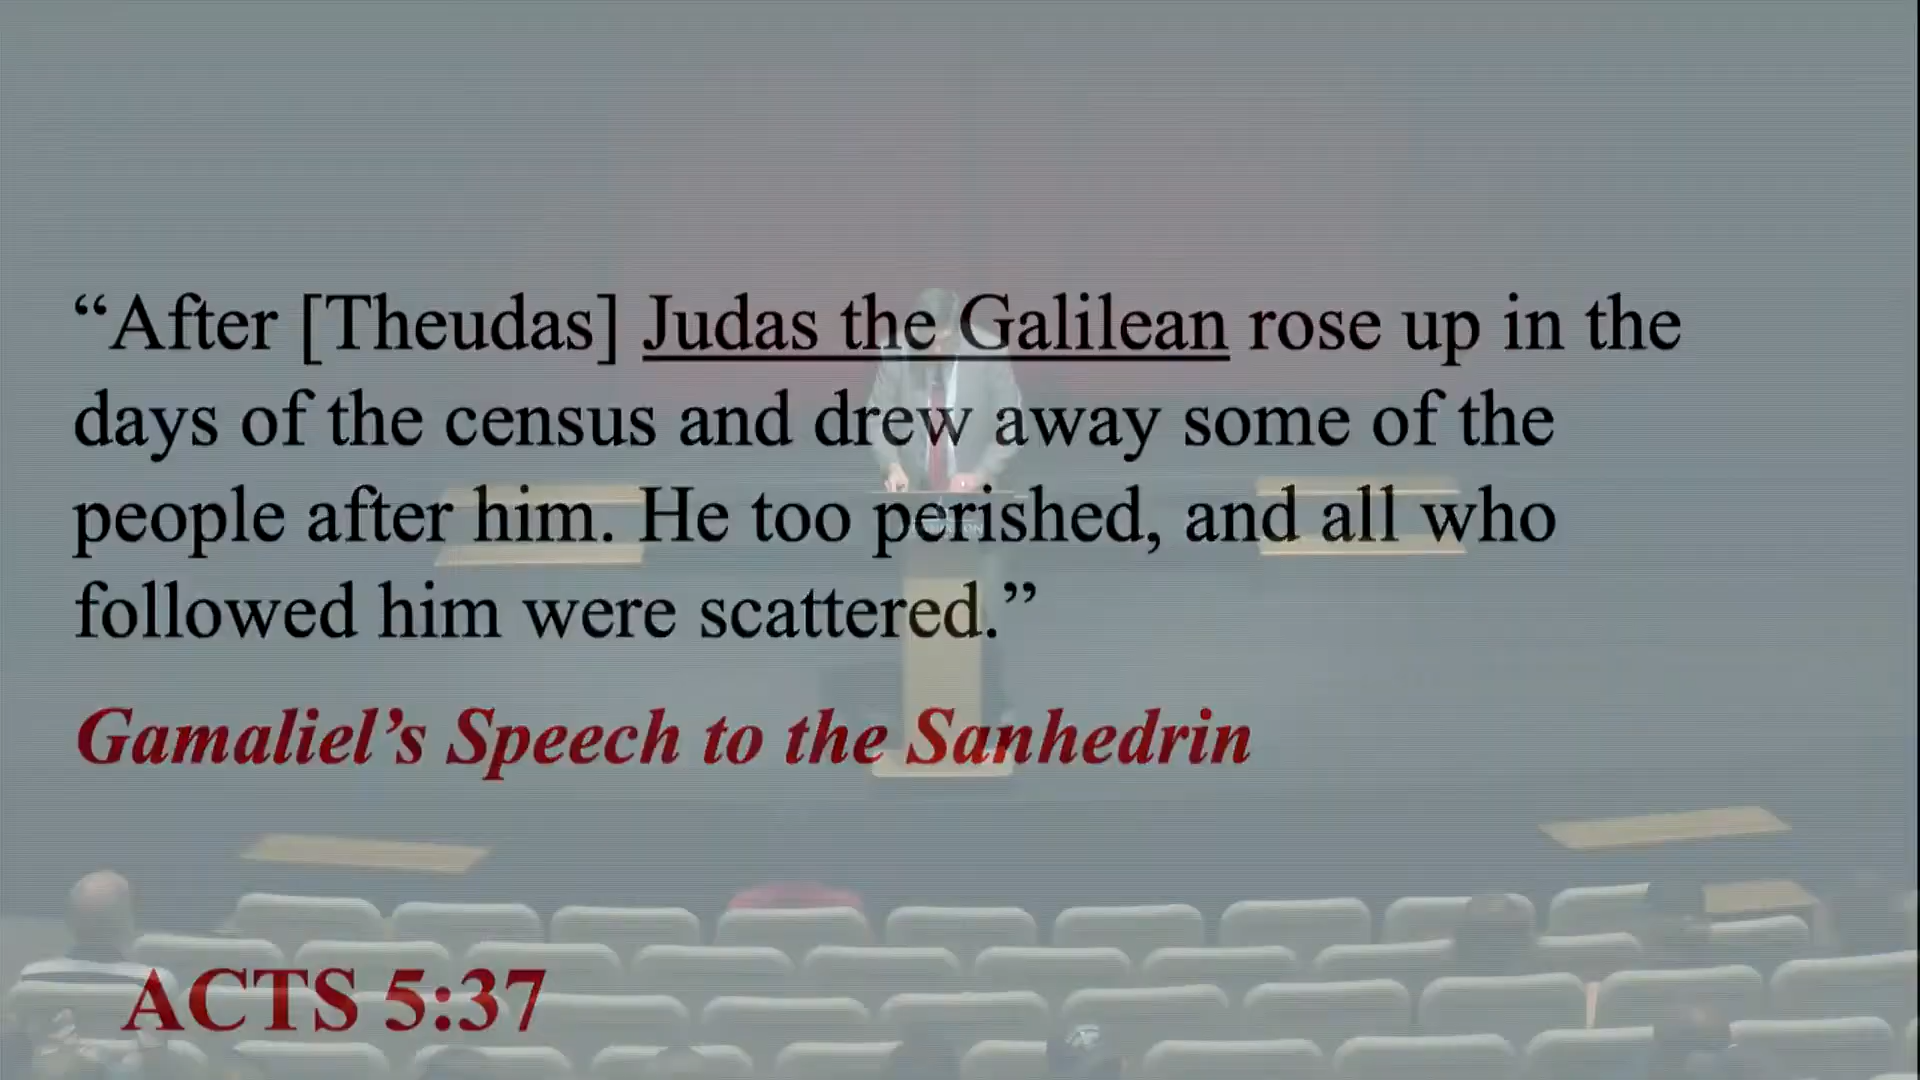 “After [Theudas] Judas the Galilean rose up in the
days of the census and drew away some of the
people after him. He too perished, and all who
followed him were scattered.”
Gamaliel’s Speech to the Sanhedrin
ACTS 5:37